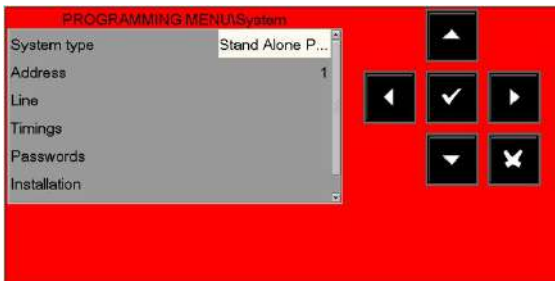 PROGRAMMING MENU\System
System type Stand Alone P...
Address 1
Line
Timings
Passwords
Installation